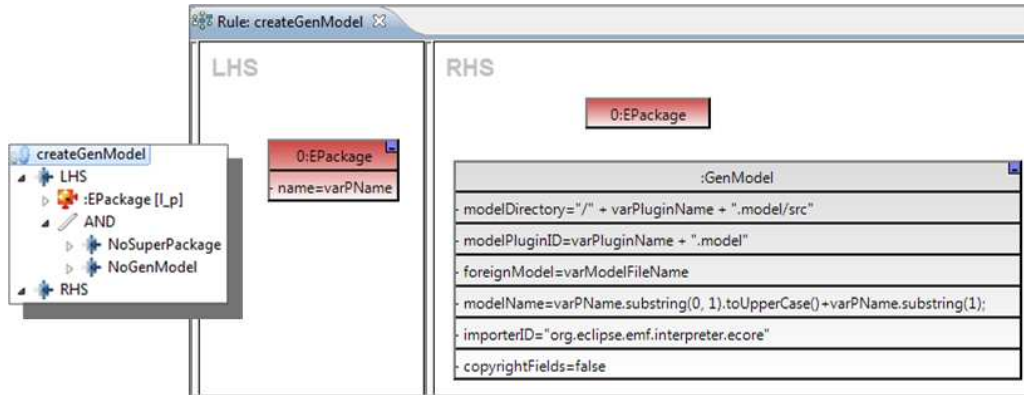 Rule: createGenModel
LHS
RHS
0:EPackage
0:EPackage
- name=varPName
:GenModel
- modelDirectory="/" + varPluginName + ".model/src"
- modelPluginID=varPluginName + ".model"
- foreignModel=varModelFileName
- modelName=varPName.substring(0, 1).toUpperCase()+varPName.substring(1);
- importerID="org.eclipse.emf.interpreter.ecore"
- copyrightFields=false
createGenModel
LHS
:EPackage [l_p]
AND
NoSuperPackage
NoGenModel
RHS